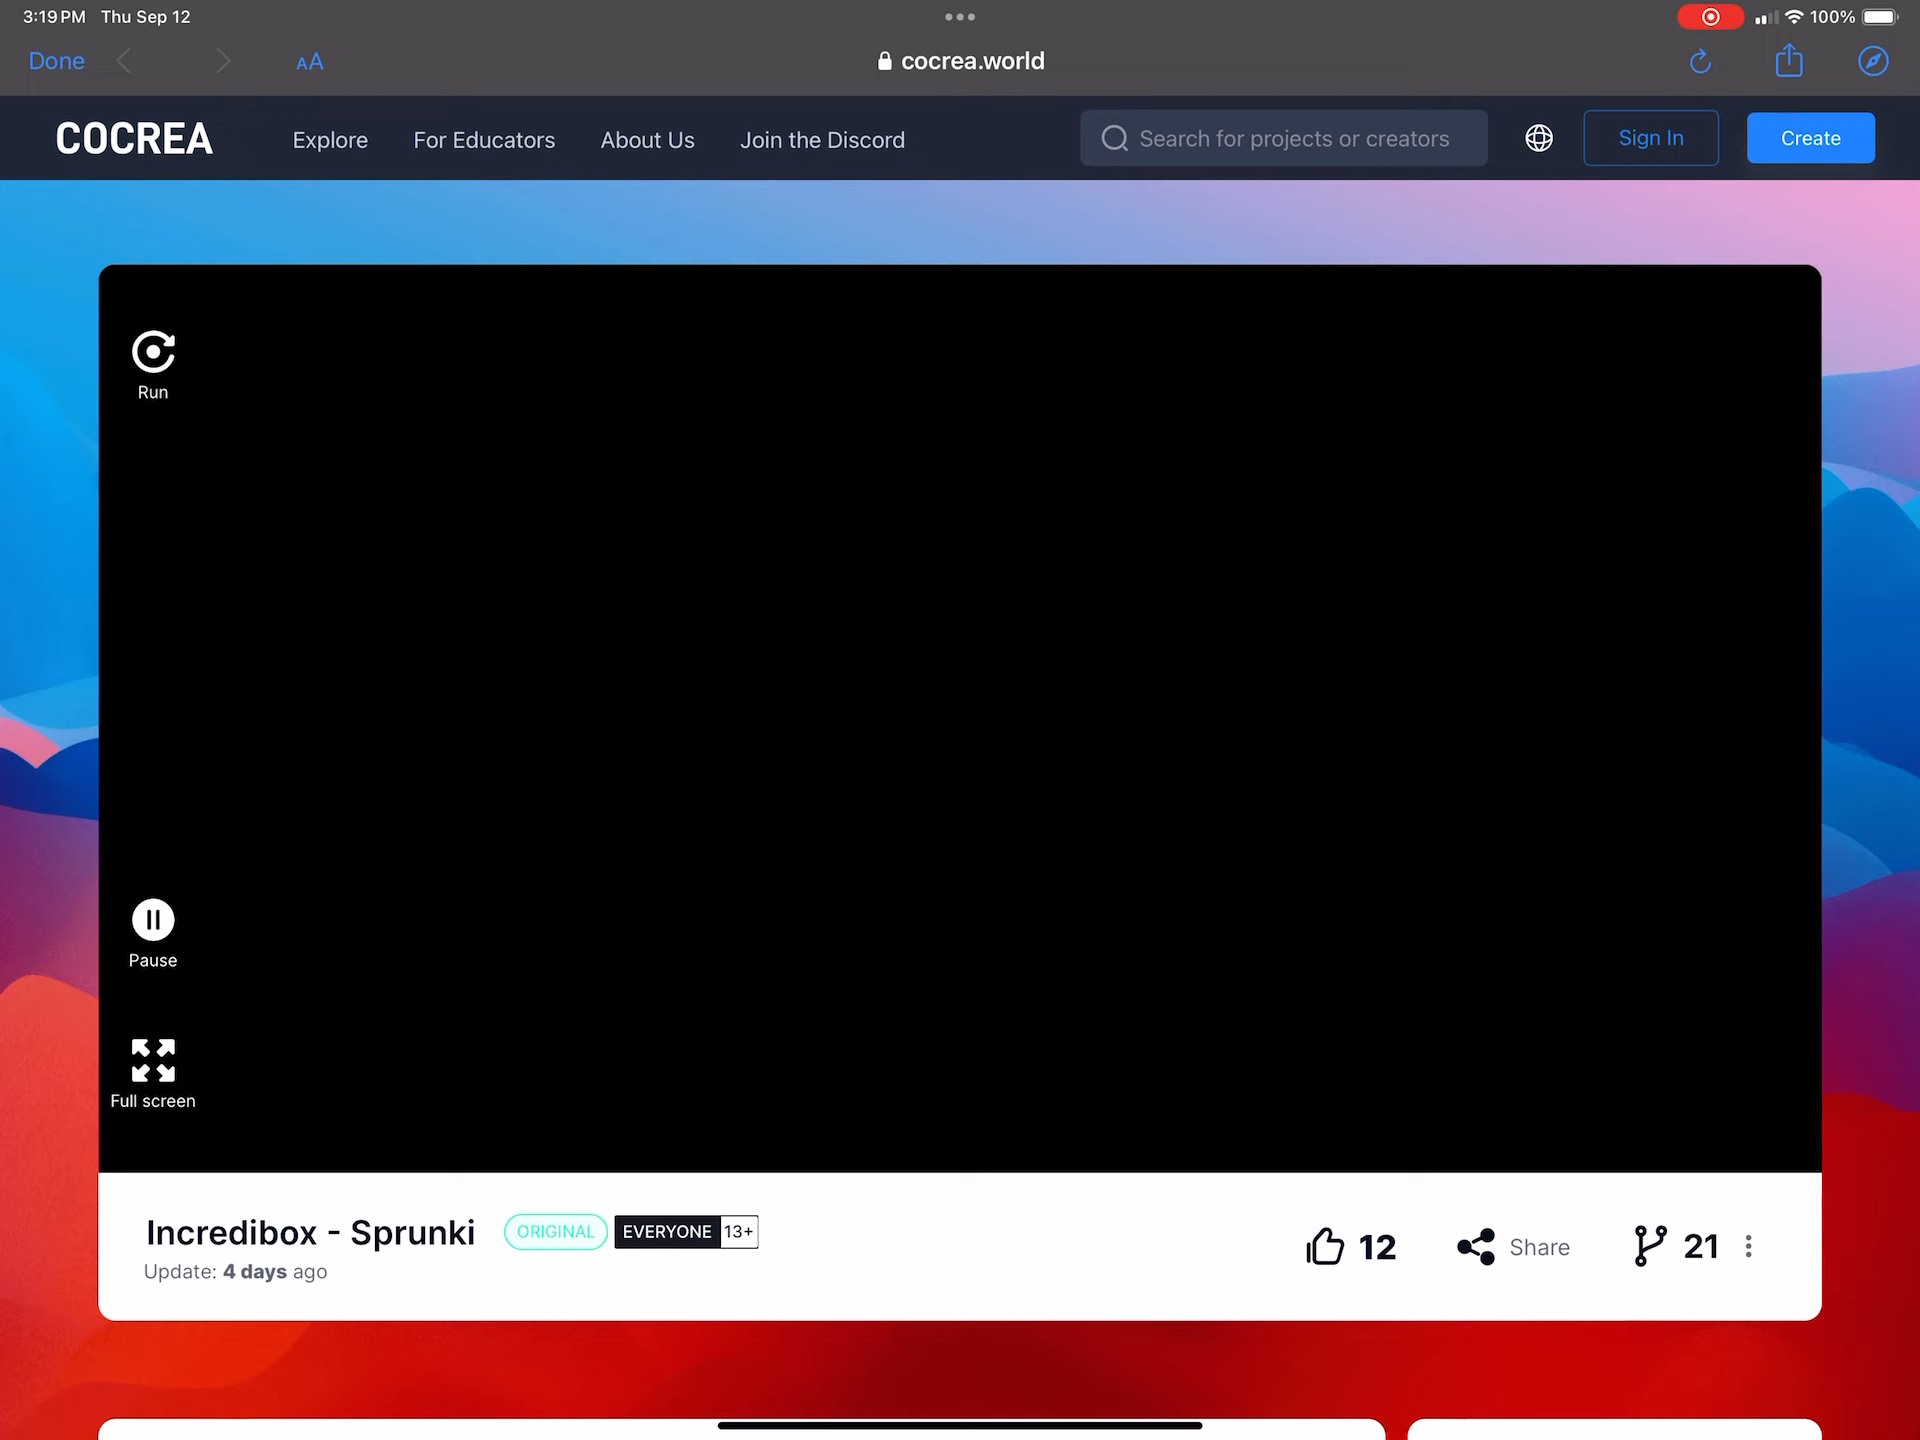 3:19 PM Thu Sep 12
100%
Done
AA
cocrea.world
COCREA
Explore
For Educators
About Us
Join the Discord
Search for projects or creators
Sign In
Create
Run
Pause
Full screen
Incredibox - Sprunki
ORIGINAL
EVERYONE 13+
12
Share
21
Update: 4 days ago